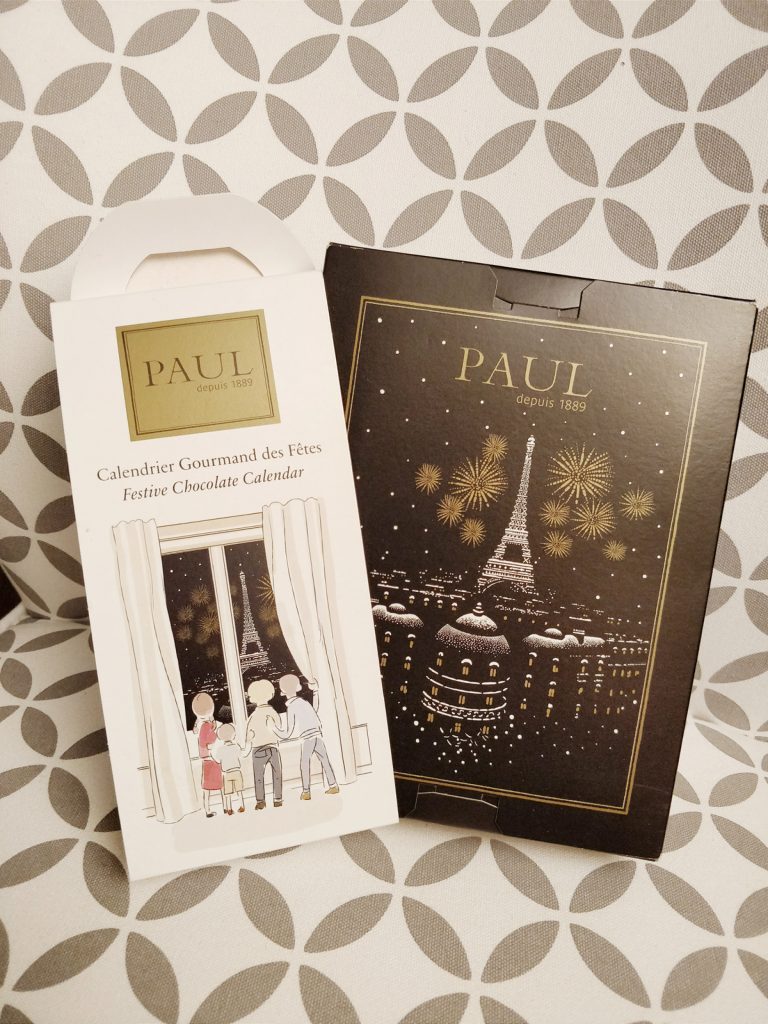 PAUL
depuis 1889
Calendrier Gourmand des Fêtes
Festive Chocolate Calendar
PAUL
depuis 1889